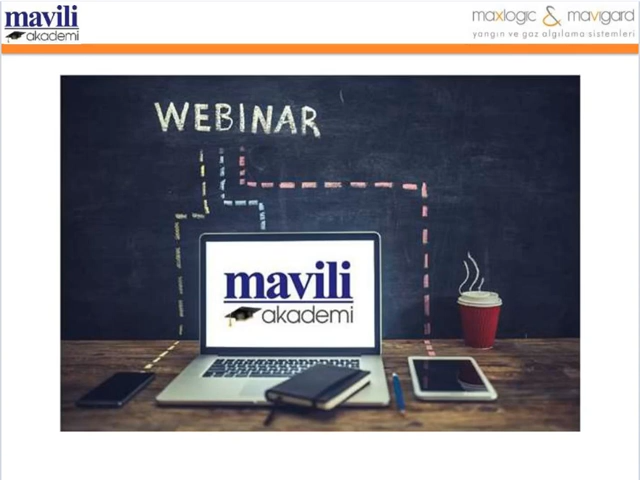 mavili
akademi
maxlogic & mavigard
yangın ve gaz algılama sistemleri
WEBINAR
mavili
akademi